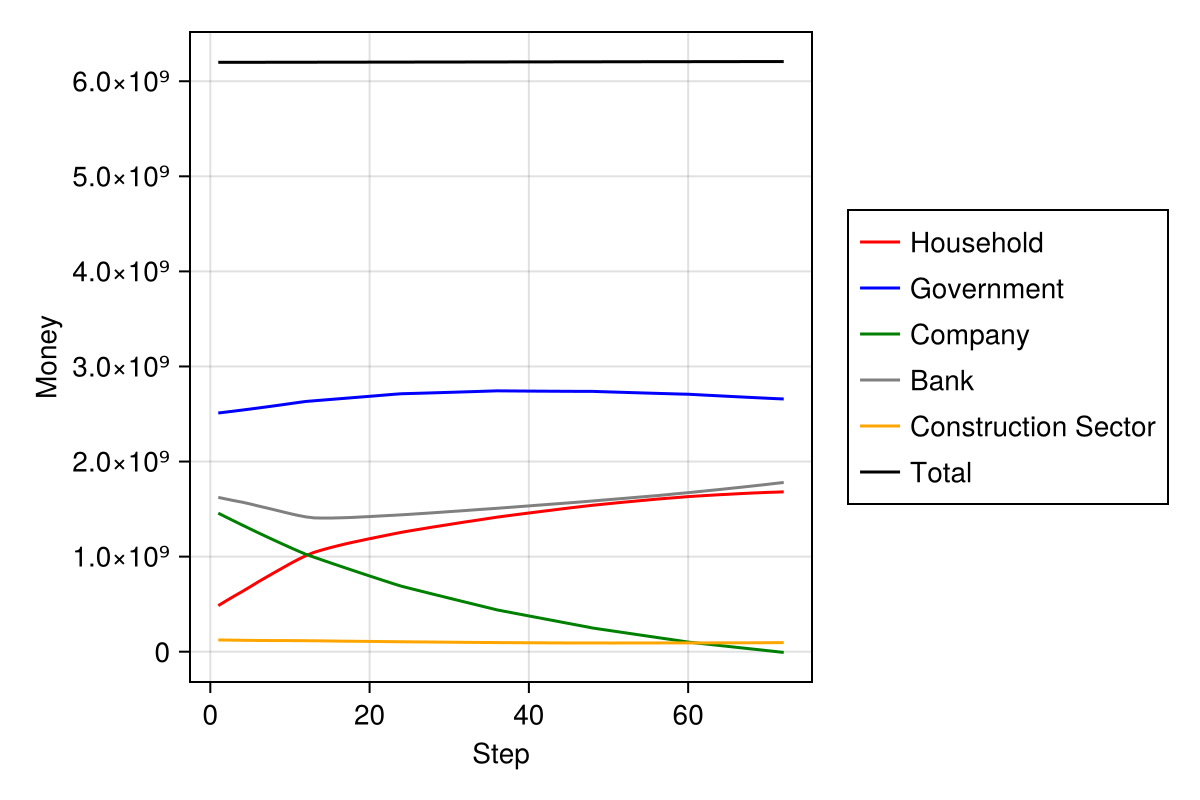 6.0×10⁹
5.0×10⁹
4.0×10⁹
3.0×10⁹
2.0×10⁹
1.0×10⁹
0
Money
0 20 40 60
Step
Household
Government
Company
Bank
Construction Sector
Total